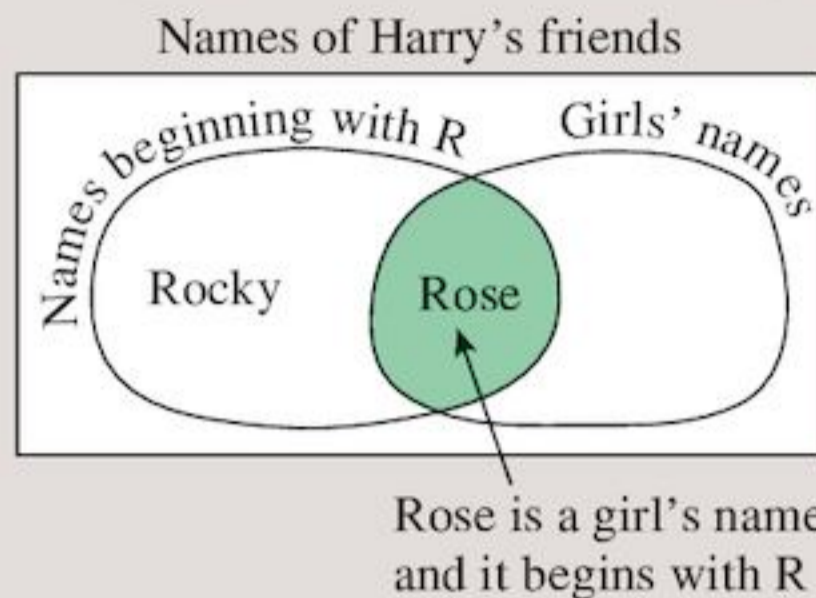 Names of Harry's friends
Names beginning with R
Girls' names
Rocky
Rose
Rose is a girl's name
and it begins with R